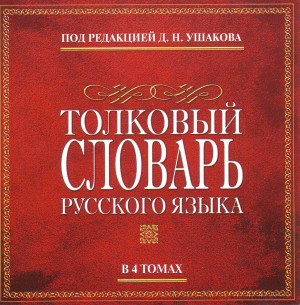 ПОД РЕДАКЦИЕЙ Д. Н. УШАКОВА
ТОЛКОВЫЙ
СЛОВАРЬ
РУССКОГО ЯЗЫКА
В 4 ТОМАХ